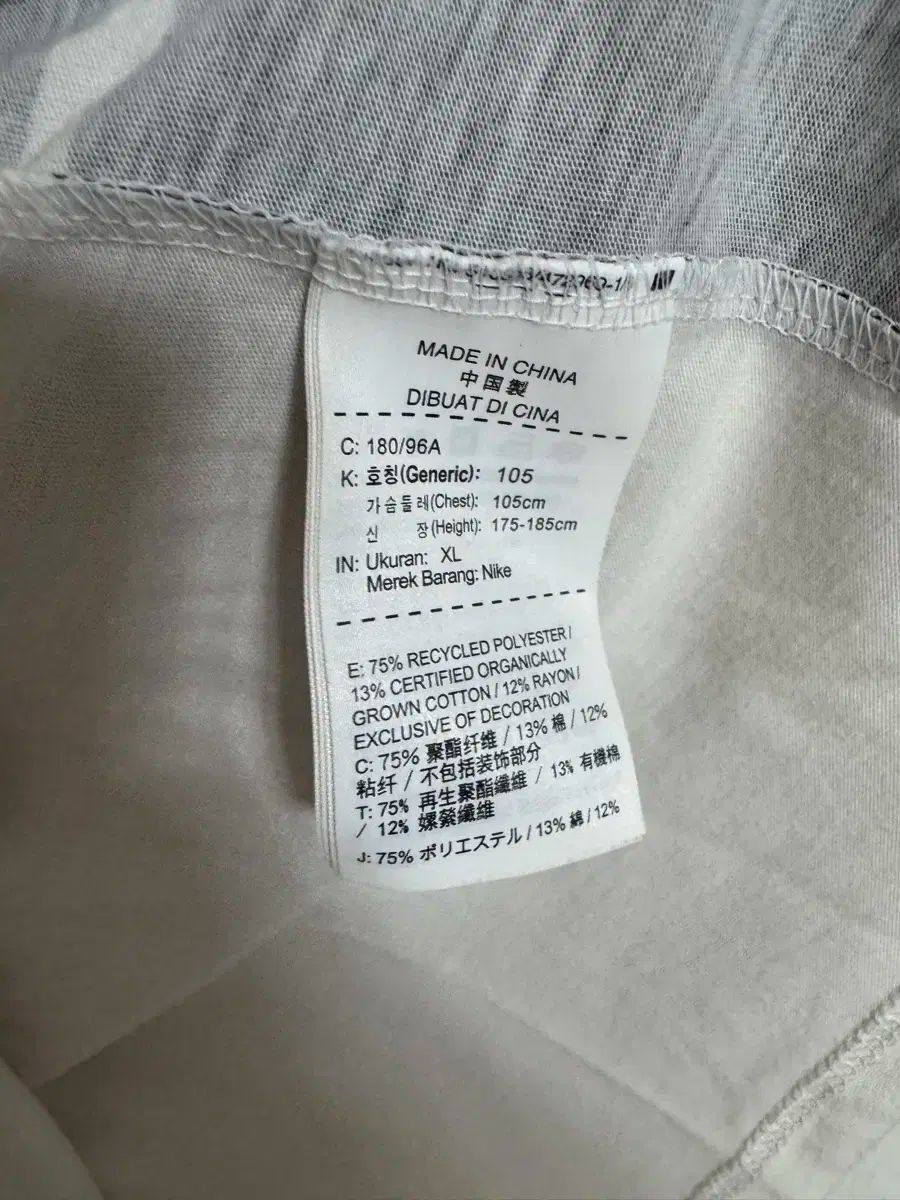 MADE IN CHINA
中国製
DIBUAT DI CINA
C: 180/96A
K: 호칭(Generic): 105
가슴둘레(Chest): 105cm
신 장(Height): 175-185cm
IN: Ukuran: XL
Merek Barang: Nike
E: 75% RECYCLED POLYESTER /
13% CERTIFIED ORGANICALLY
GROWN COTTON / 12% RAYON /
EXCLUSIVE OF DECORATION
C: 75% 聚酯纤维 / 13% 棉 / 12%
粘纤 / 不包括装饰部分
T: 75% 再生聚酯纖維 / 13% 有機棉
/ 12% 嫘縈纖維
J: 75% ポリエステル / 13% 綿 / 12%